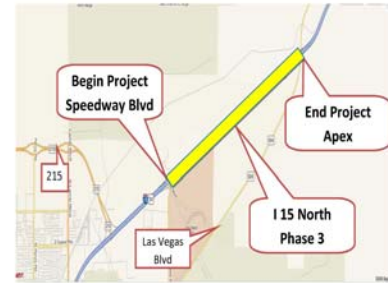 Begin Project
Speedway Blvd
End Project
Apex
215
I 15 North
Phase 3
Las Vegas
Blvd